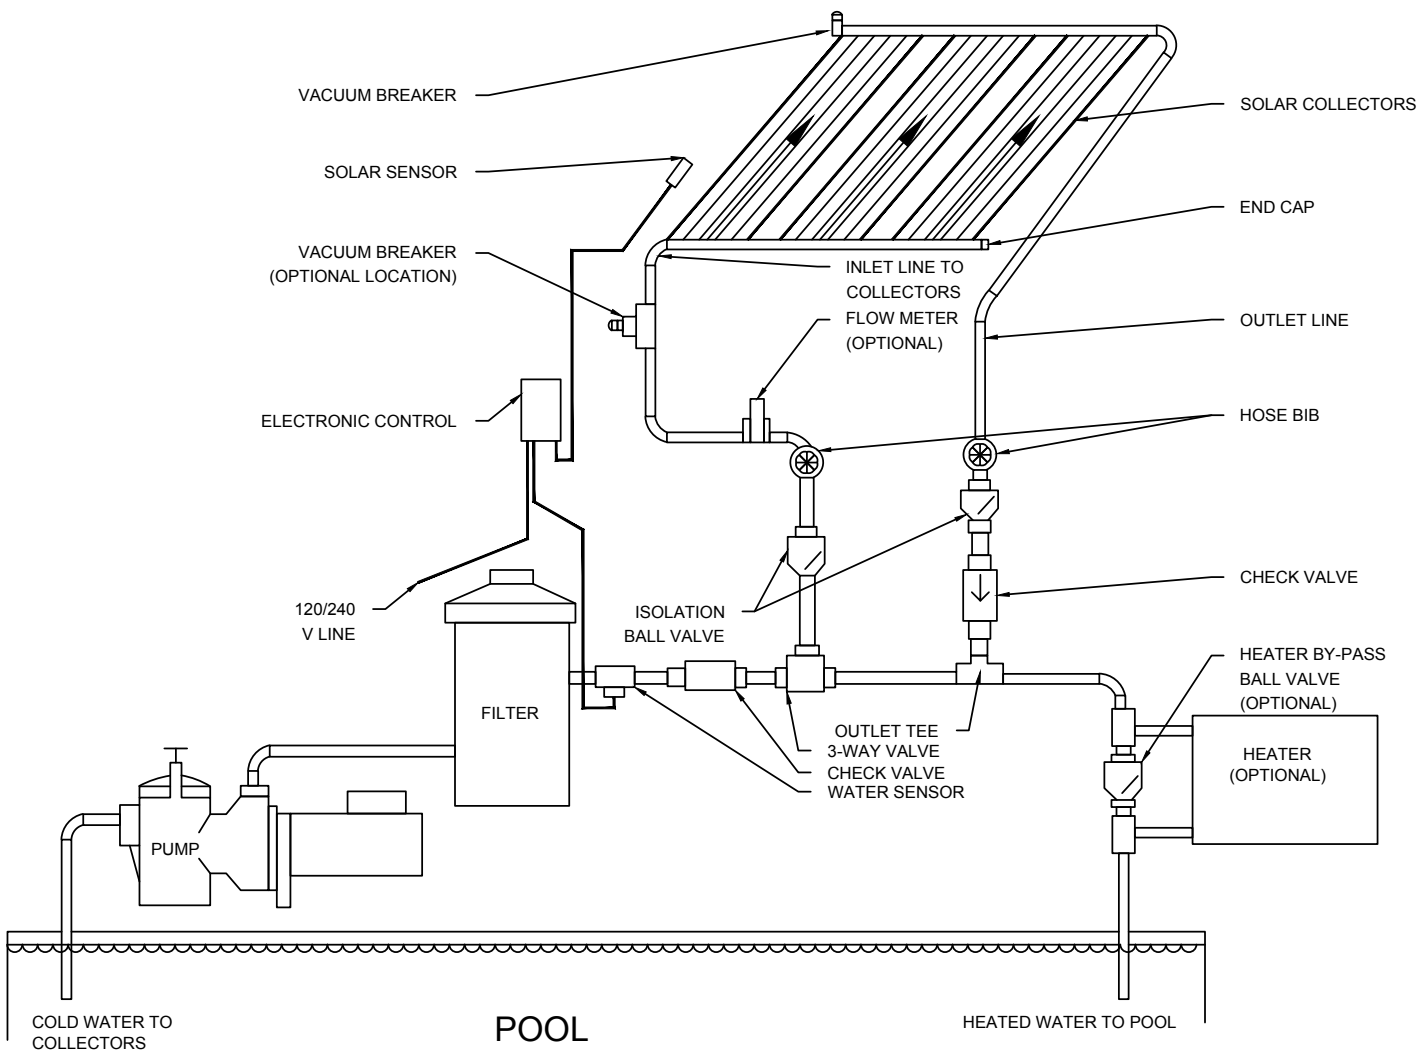 VACUUM BREAKER
SOLAR COLLECTORS
SOLAR SENSOR
END CAP
VACUUM BREAKER
(OPTIONAL LOCATION)
INLET LINE TO
COLLECTORS
FLOW METER
(OPTIONAL)
OUTLET LINE
ELECTRONIC CONTROL
HOSE BIB
120/240
V LINE
ISOLATION
BALL VALVE
CHECK VALVE
HEATER BY-PASS
BALL VALVE
(OPTIONAL)
FILTER
OUTLET TEE
3-WAY VALVE
CHECK VALVE
WATER SENSOR
HEATER
(OPTIONAL)
PUMP
COLD WATER TO
COLLECTORS
POOL
HEATED WATER TO POOL